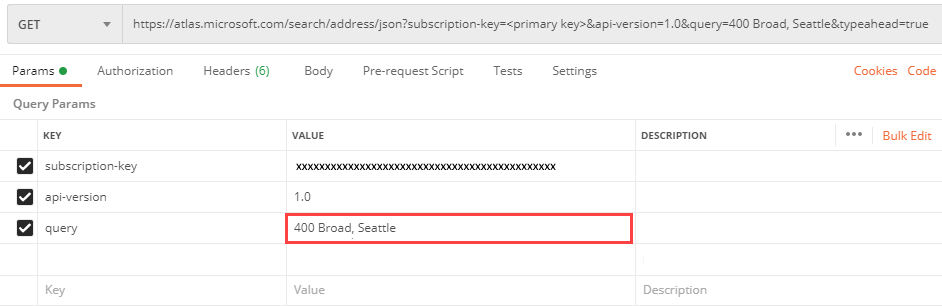 GET https://atlas.microsoft.com/search/address/json?subscription-key=<primary key>&api-version=1.0&query=400 Broad, Seattle&typeahead=true
Params Authorization Headers (6) Body Pre-request Script Tests Settings Cookies Code
Query Params
KEY VALUE DESCRIPTION ••• Bulk Edit
subscription-key xxxxxxxxxxxxxxxxxxxxxxxxxxxxxxxxxxxxxxxxxxxxx
api-version 1.0
query 400 Broad, Seattle
Key Value Description